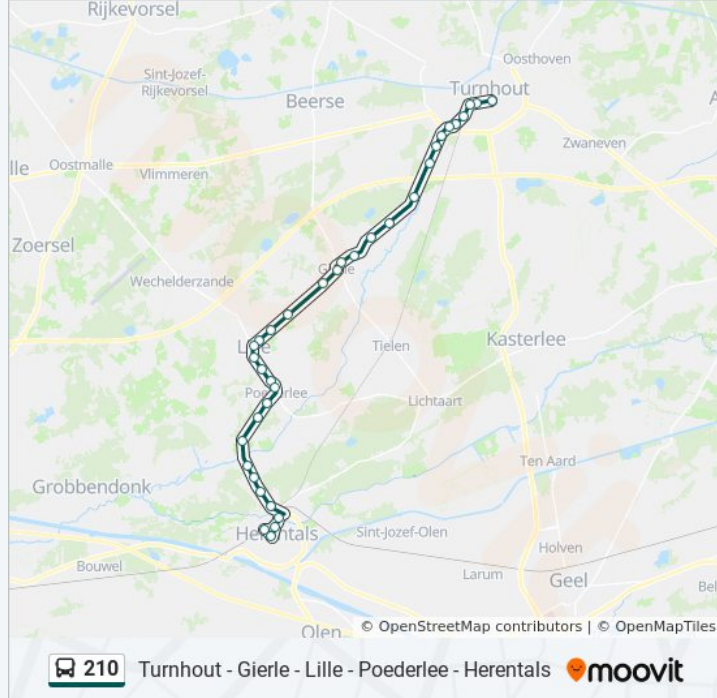 Rijkevorsel
Oosthoven
Sint-Jozef-
Rijkevorsel
Turnhout
Beerse
Zwaneven
Oostmalle
Vlimmeren
Zoersel
Gierle
Wechelderzande
Kasterlee
Lille
Tielen
Poederlee
Lichtaart
Ten Aard
Grobbendonk
Herentals
Sint-Jozef-Olen
Holven
Bouwel
Larum
Geel
Olen
© OpenStreetMap contributors | © OpenMapTiles
210 Turnhout - Gierle - Lille - Poederlee - Herentals moovit